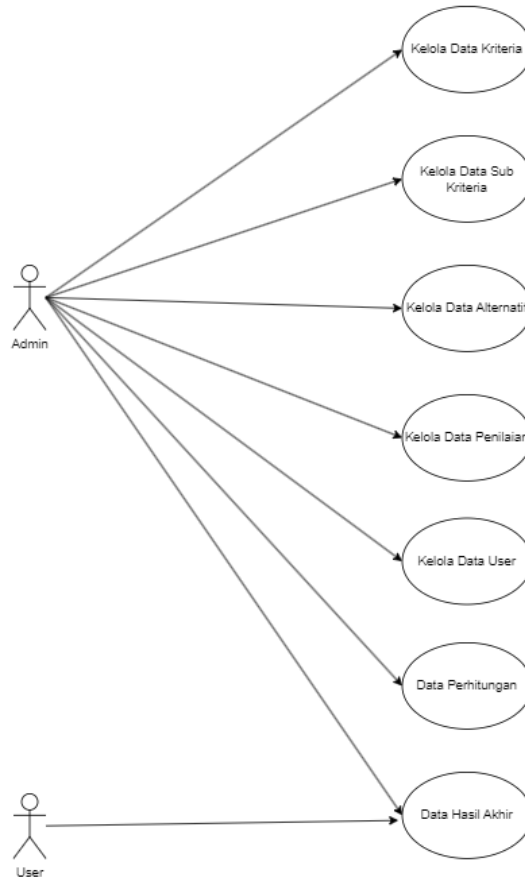 Kelola Data Kriteria
Kelola Data Sub
Kriteria
Kelola Data Alternatif
Admin
Kelola Data Penilaian
Kelola Data User
Data Perhitungan
Data Hasil Akhir
User